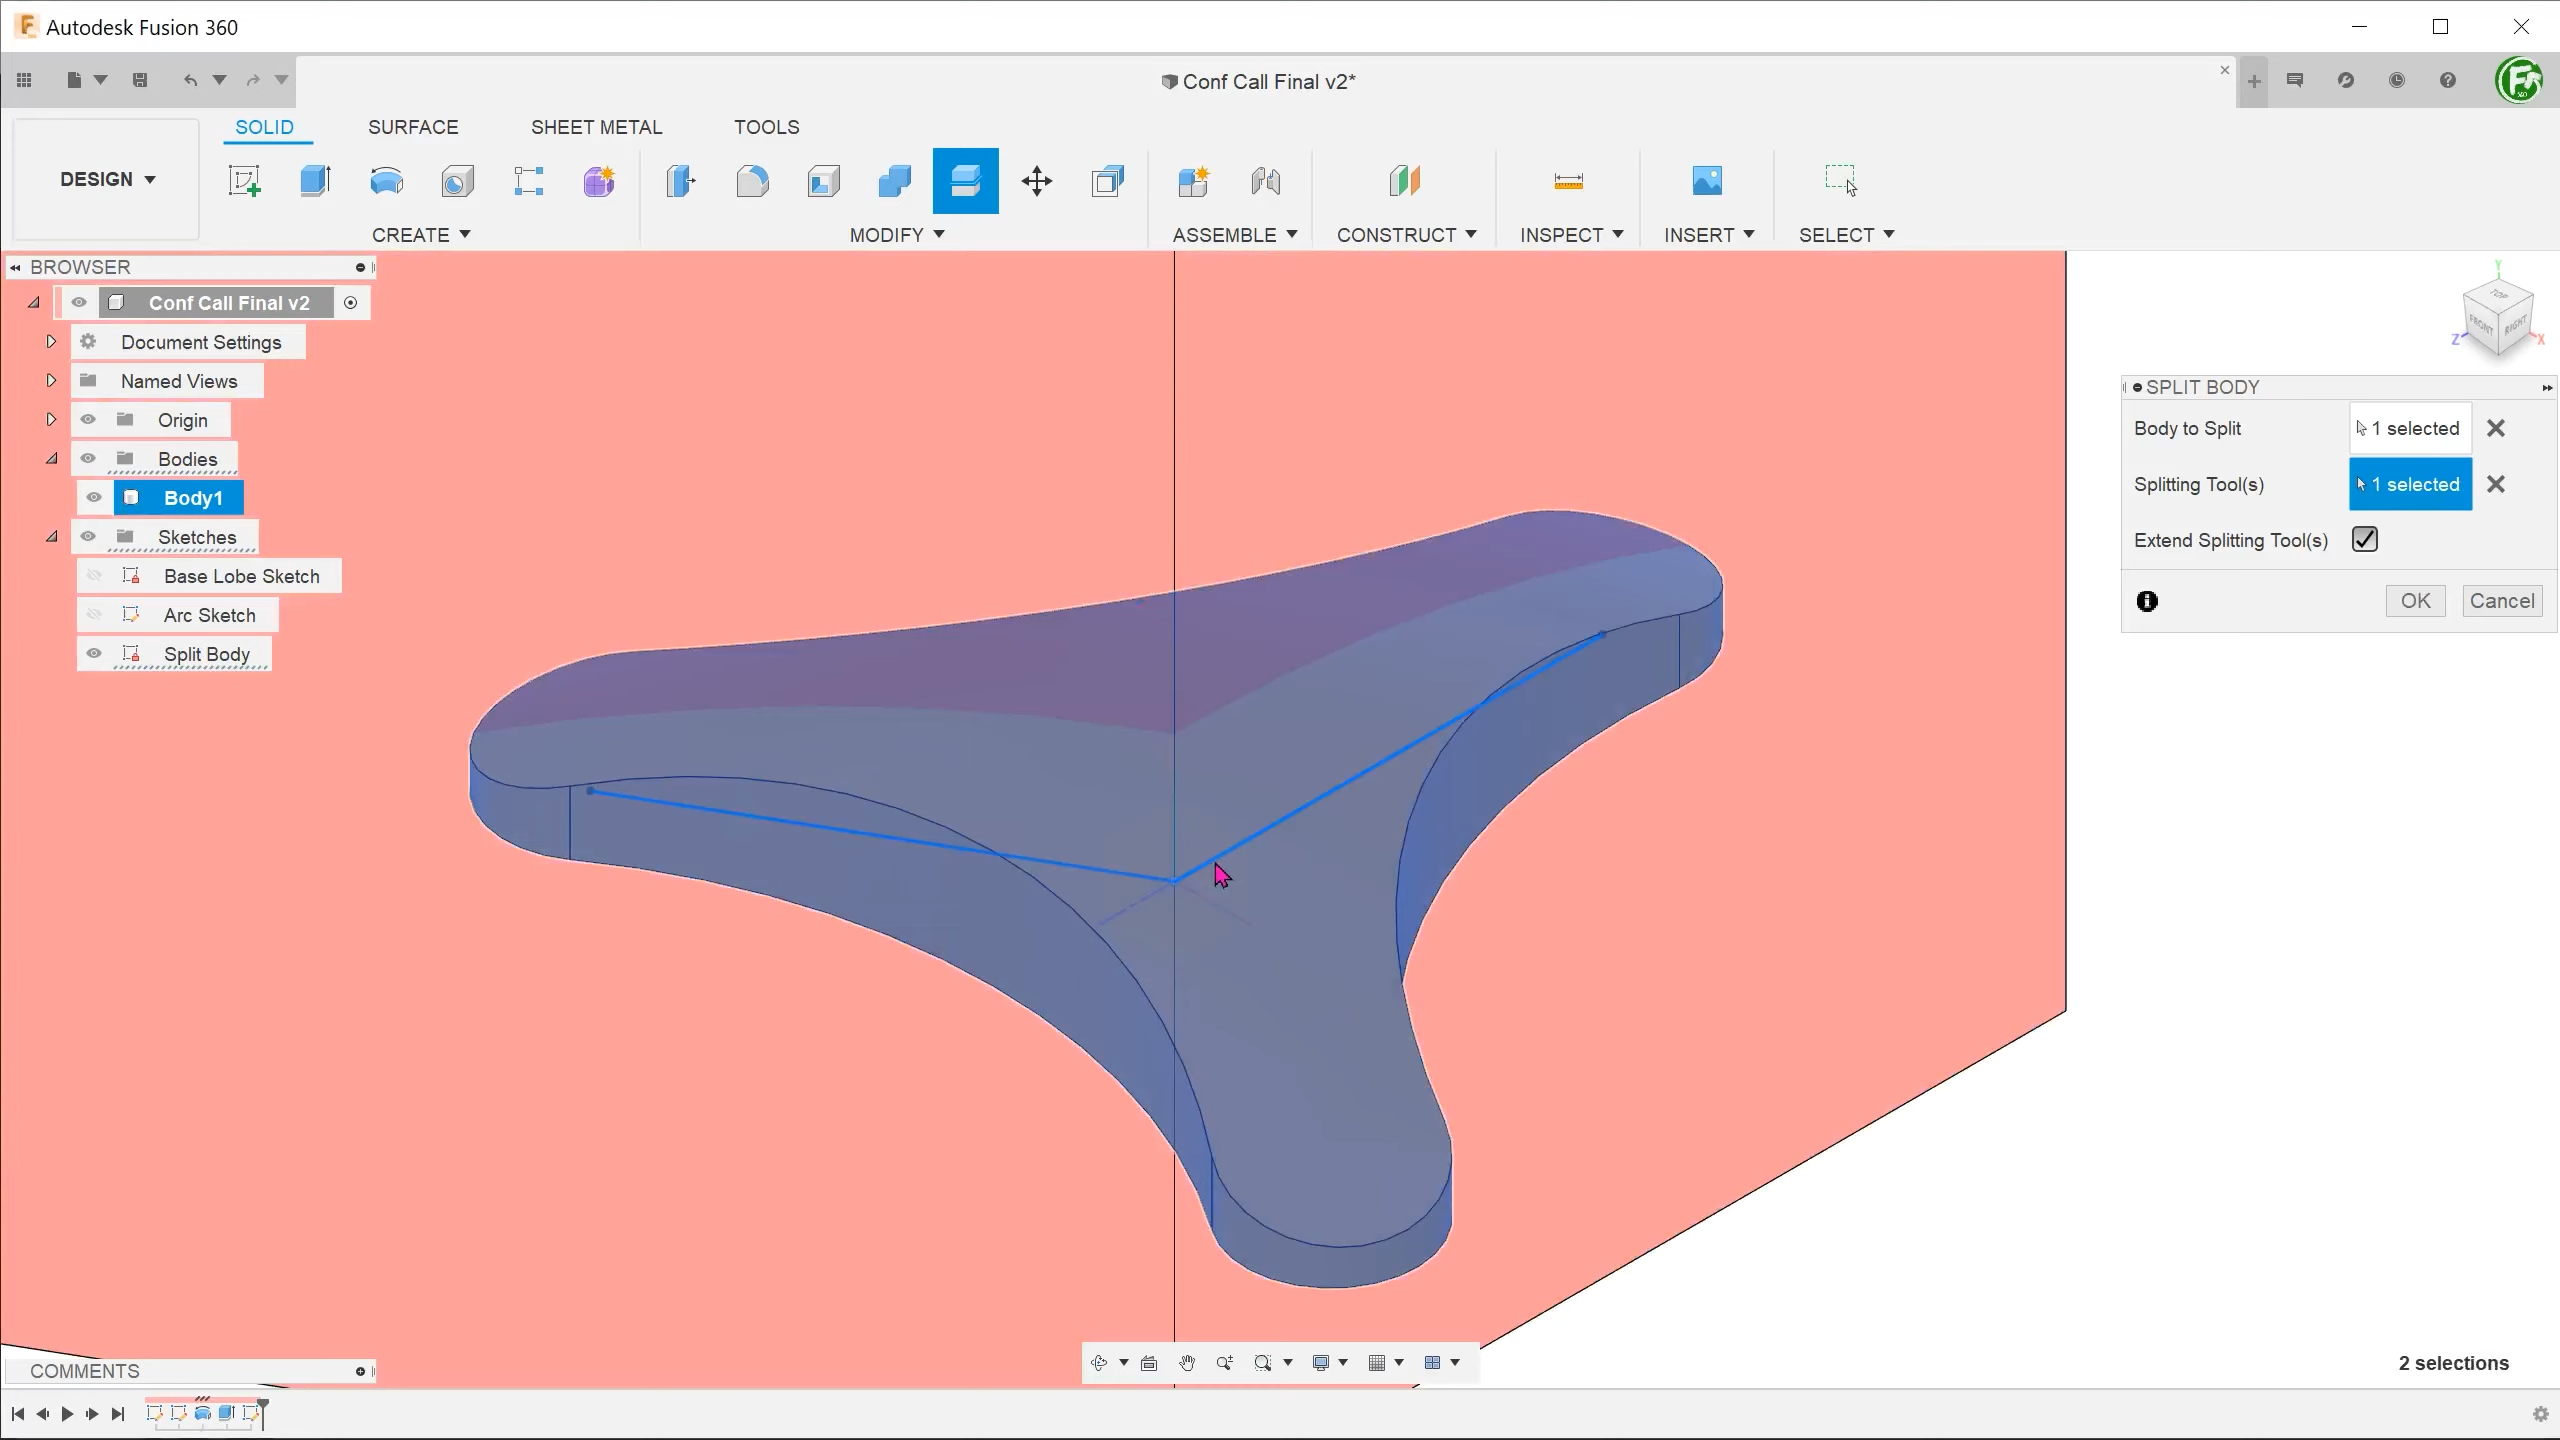 Autodesk Fusion 360
Conf Call Final v2*
DESIGN
SOLID SURFACE SHEET METAL TOOLS
CREATE MODIFY ASSEMBLE CONSTRUCT INSPECT INSERT SELECT
BROWSER
Conf Call Final v2
Document Settings
Named Views
Origin
Bodies
Body1
Sketches
Base Lobe Sketch
Arc Sketch
Split Body
Y
TOP
FRONT
RIGHT
Z
X
SPLIT BODY
Body to Split 1 selected
Splitting Tool(s) 1 selected
Extend Splitting Tool(s)
OK Cancel
COMMENTS
2 selections